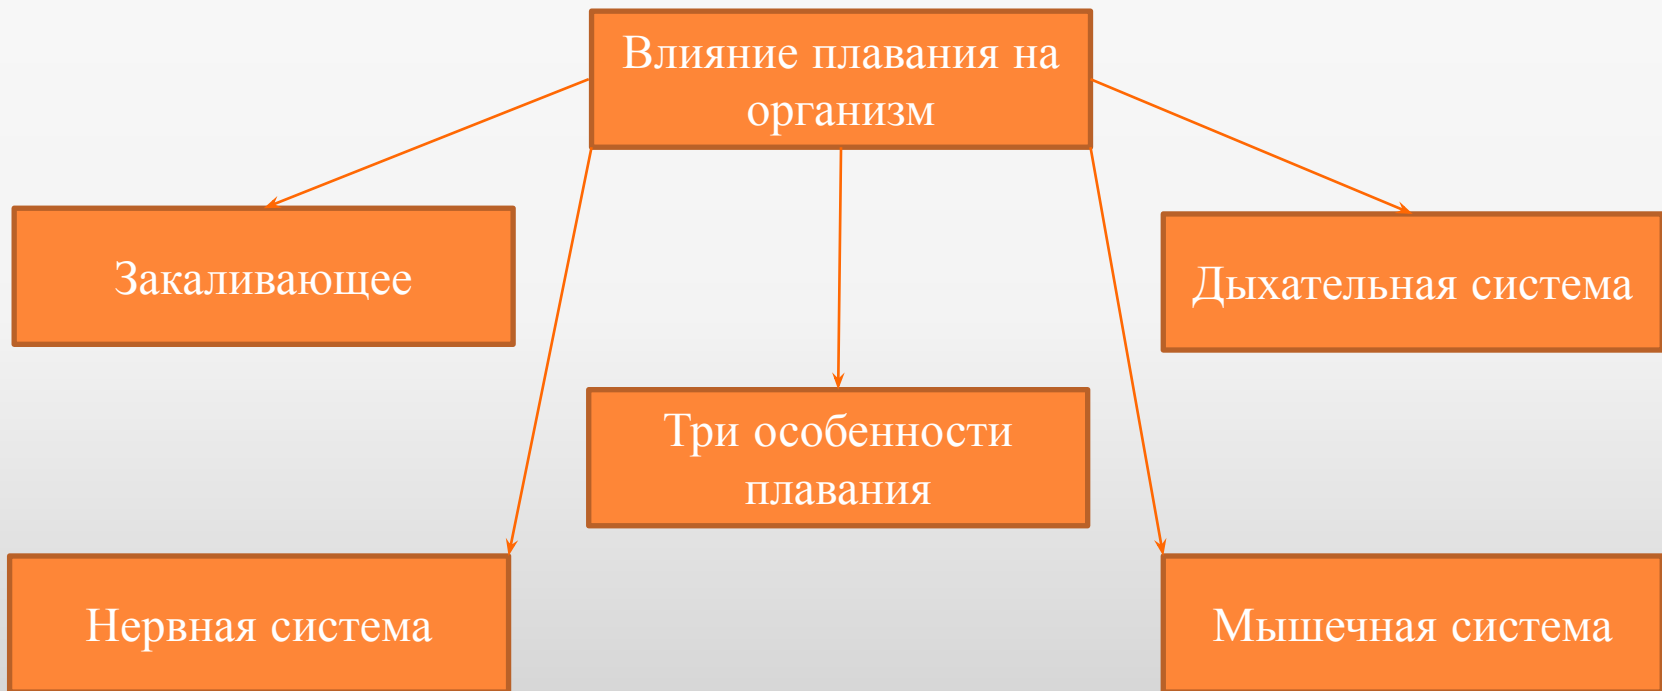 Влияние плавания на
организм
Закаливающее
Дыхательная система
Три особенности
плавания
Нервная система
Мышечная система